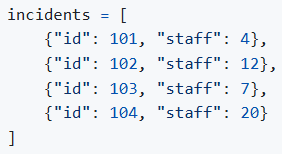 incidents = [
    {"id": 101, "staff": 4},
    {"id": 102, "staff": 12},
    {"id": 103, "staff": 7},
    {"id": 104, "staff": 20}
]